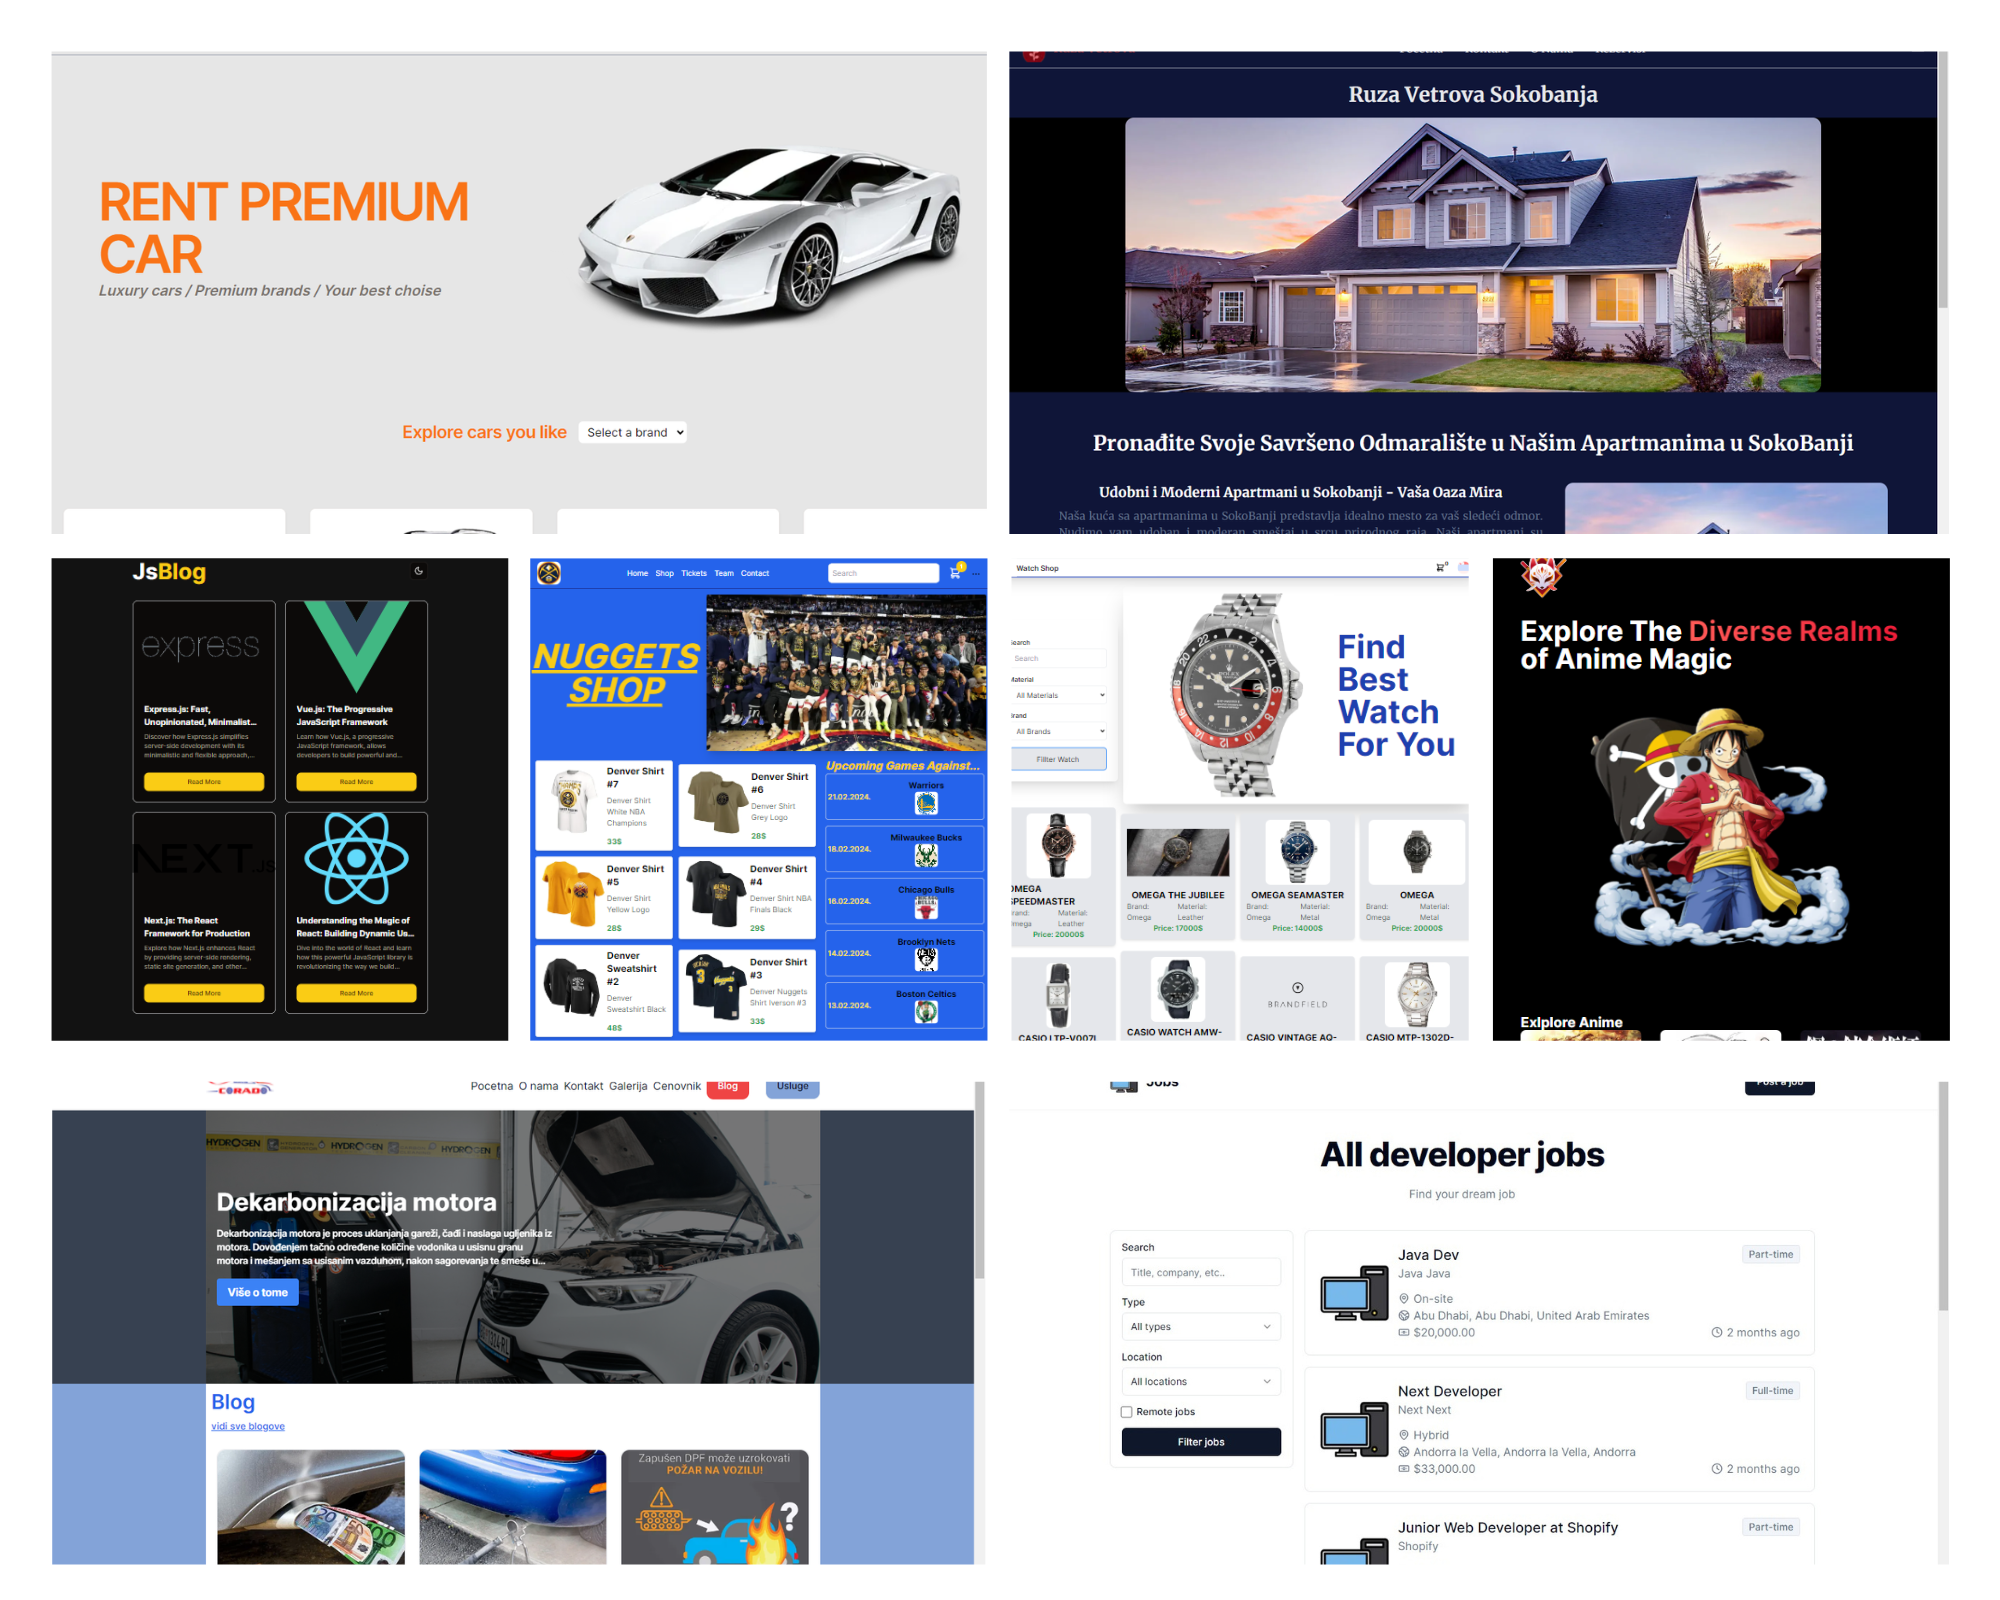 RENT PREMIUM
CAR
Luxury cars / Premium brands / Your best choise
Explore cars you like
Select a brand
Ruza Vetrova Sokobanja
Pronađite Svoje Savršeno Odmaralište u Našim Apartmanima u SokoBanji
Udobni i Moderni Apartmani u Sokobanji - Vaša Oaza Mira
Naša kuća sa apartmanima u SokoBanji predstavlja idealno mesto za vaš sledeći odmor.
Nudimo vam udoban i moderan smeštaj u srcu prirodnog raja. Naši apartmani su
JsBlog
express
Express.js: Fast,
Unopinionated, Minimalist...
Discover how Express.js simplifies
server-side development with its
minimalistic and flexible approach,...
Read More
Vue.js: The Progressive
JavaScript Framework
Learn how Vue.js, a progressive
JavaScript framework, allows
developers to build powerful and...
Read More
NEXT.JS
Next.js: The React
Framework for Production
Explore how Next.js enhances React
by providing server-side rendering,
static site generation, and other...
Read More
Understanding the Magic of
React: Building Dynamic Us...
Dive into the world of React and learn
how this powerful JavaScript library is
revolutionizing the way we build...
Read More
Home Shop Tickets Team Contact
Search
1
NUGGETS
SHOP
Denver Shirt
#7
Denver Shirt
White NBA
Champions
33$
Denver Shirt
#6
Denver Shirt
Grey Logo
28$
Denver Shirt
#5
Denver Shirt
Yellow Logo
28$
Denver Shirt
#4
Denver Shirt NBA
Finals Black
29$
Denver
Sweatshirt
#2
Denver
Sweatshirt Black
48$
Denver Shirt
#3
Denver Nuggets
Shirt Iverson #3
33$
Upcoming Games Against...
Warriors
21.02.2024.
Milwaukee Bucks
18.02.2024.
Chicago Bulls
16.02.2024.
Brooklyn Nets
14.02.2024.
Boston Celtics
13.02.2024.
Watch Shop
0
Search
Search
Material
All Materials
Brand
All Brands
Fillter Watch
Find
Best
Watch
For You
OMEGA
SPEEDMASTER
Brand: Material:
Omega Leather
Price: 20000$
OMEGA THE JUBILEE
Brand: Material:
Omega Leather
Price: 17000$
OMEGA SEAMASTER
Brand: Material:
Omega Metal
Price: 14000$
OMEGA
Brand: Material:
Omega Metal
Price: 20000$
CASIO LTP-V007L
CASIO WATCH AMW-
BRANDFIELD
CASIO VINTAGE AQ-
CASIO MTP-1302D-
Explore The Diverse Realms
of Anime Magic
Exlplore Anime
CORADO
Pocetna O nama Kontakt Galerija Cenovnik Blog Usluge
HYDROGEN HYDROGEN HYDROGEN
Dekarbonizacija motora
Dekarbonizacija motora je proces uklanjanja gareži, čađi i naslaga ugljenika iz
motora. Dovođenjem tačno određene količine vodonika u usisnu granu
motora i mešanjem sa usisanim vazduhom, nakon sagorevanja te smeše u...
Više o tome
Blog
vidi sve blogove
Zapušen DPF može uzrokovati
POŽAR NA VOZILU!
Jobs
Post a job
All developer jobs
Find your dream job
Search
Title, company, etc..
Type
All types
Location
All locations
Remote jobs
Filter jobs
Java Dev
Part-time
Java Java
On-site
Abu Dhabi, Abu Dhabi, United Arab Emirates
$20,000.00
2 months ago
Next Developer
Full-time
Next Next
Hybrid
Andorra la Vella, Andorra la Vella, Andorra
$33,000.00
2 months ago
Junior Web Developer at Shopify
Part-time
Shopify